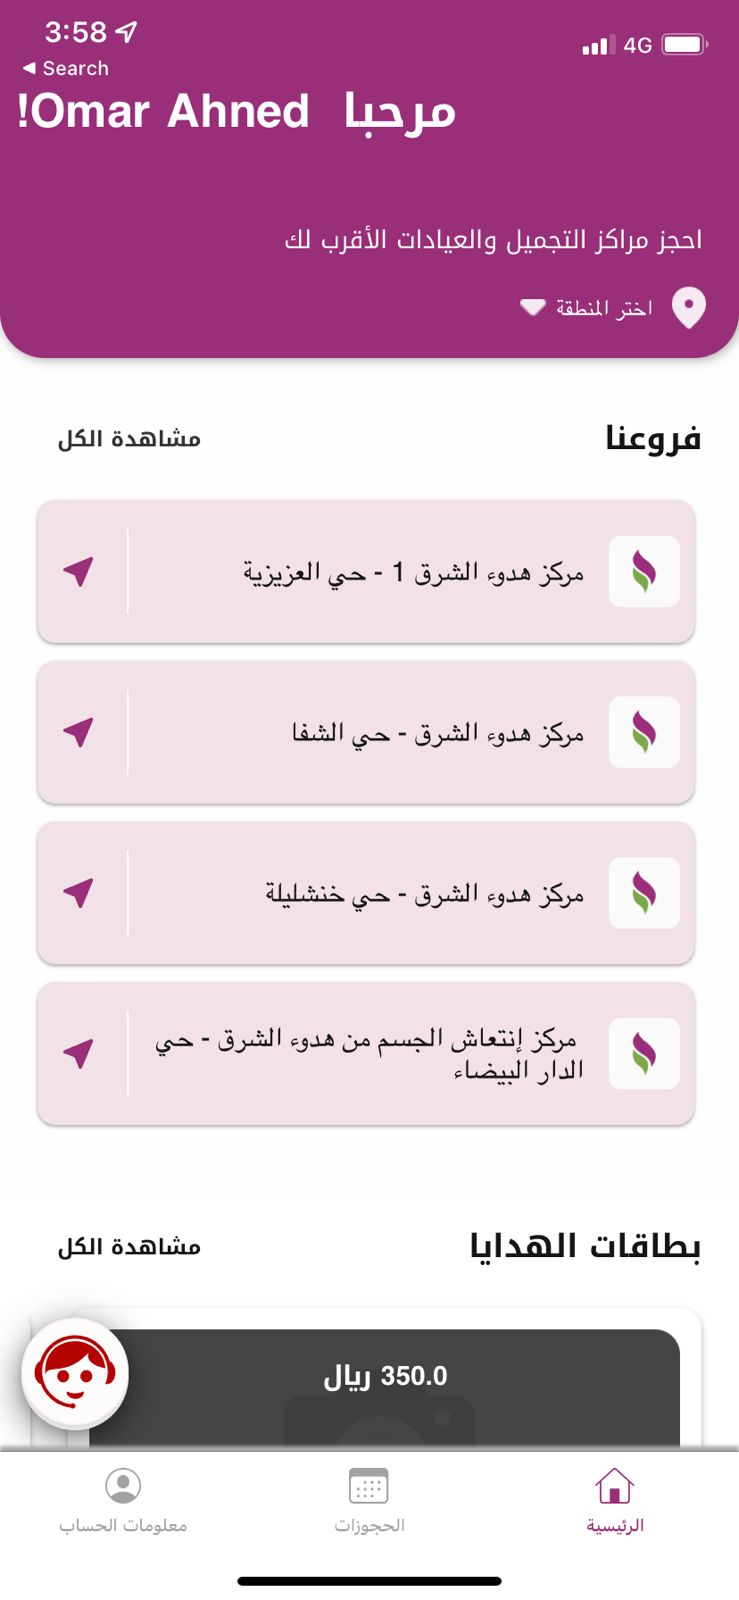 3:58
4G
◀ Search
مرحبا Omar Ahned!
احجز مراكز التجميل والعيادات الأقرب لك
اختر المنطقة
فروعنا
مشاهدة الكل
مركز هدوء الشرق 1 - حي العزيزية
مركز هدوء الشرق - حي الشفا
مركز هدوء الشرق - حي خنشليلة
مركز إنتعاش الجسم من هدوء الشرق - حي
الدار البيضاء
بطاقات الهدايا
مشاهدة الكل
350.0 ريال
الرئيسية
الحجوزات
معلومات الحساب